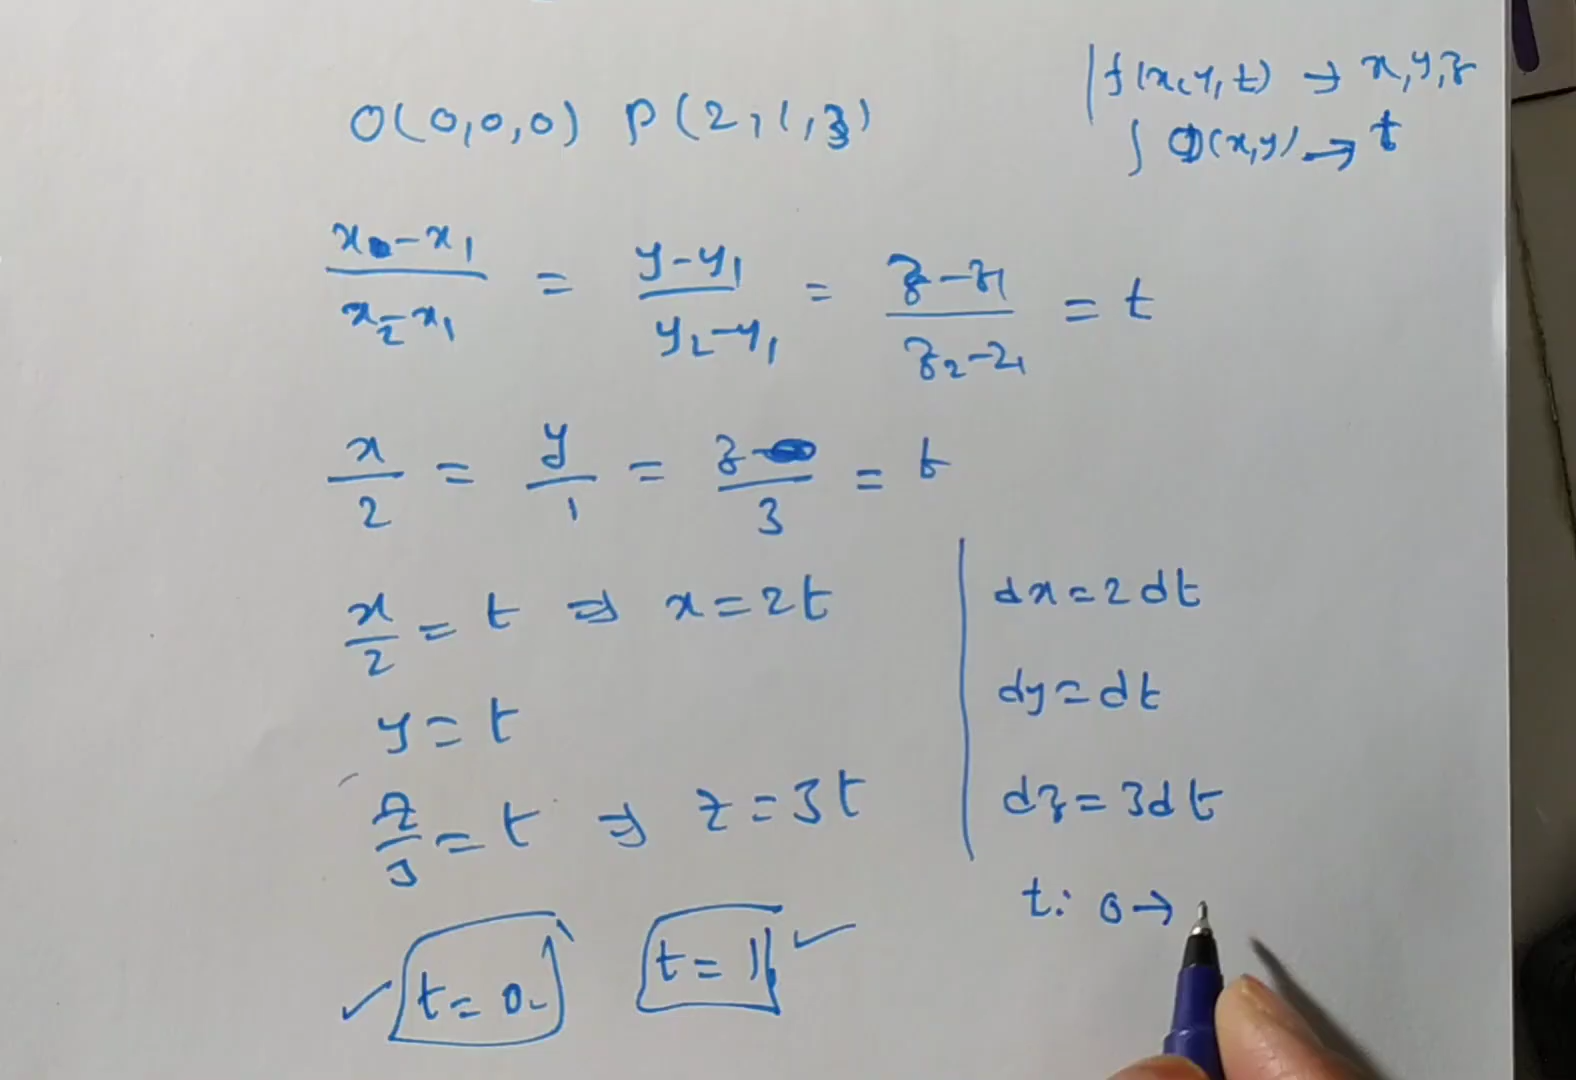 O(0,0,0) P(2,1,3)
f(x,y,t) → x,y,z
∫ Φ(x,y) → t
x-x₁/x₂-x₁ = y-y₁/y₂-y₁ = z-z₁/z₂-z₁ = t
x/2 = y/1 = z/3 = t
x/2 = t ⇒ x=2t
y=t
z/3 = t ⇒ z=3t
dx=2dt
dy=dt
dz=3dt
t: 0→
t=0
t=1